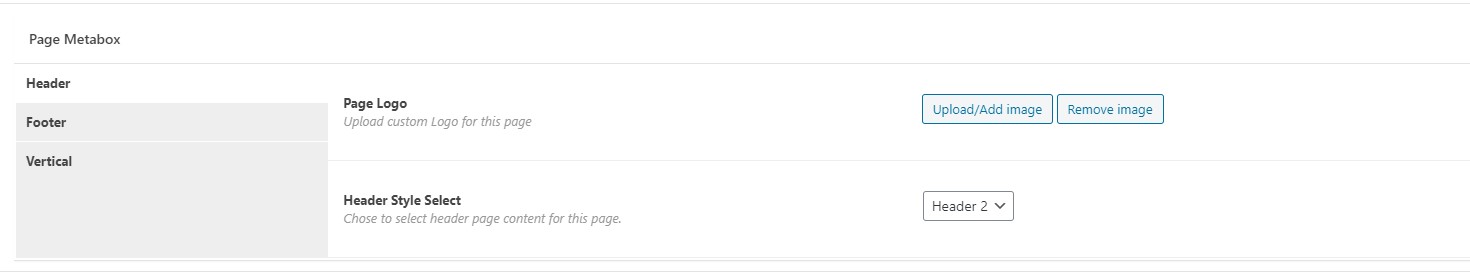 Page Metabox
Header
Footer
Vertical
Page Logo
Upload custom Logo for this page
Upload/Add image
Remove image
Header Style Select
Chose to select header page content for this page.
Header 2